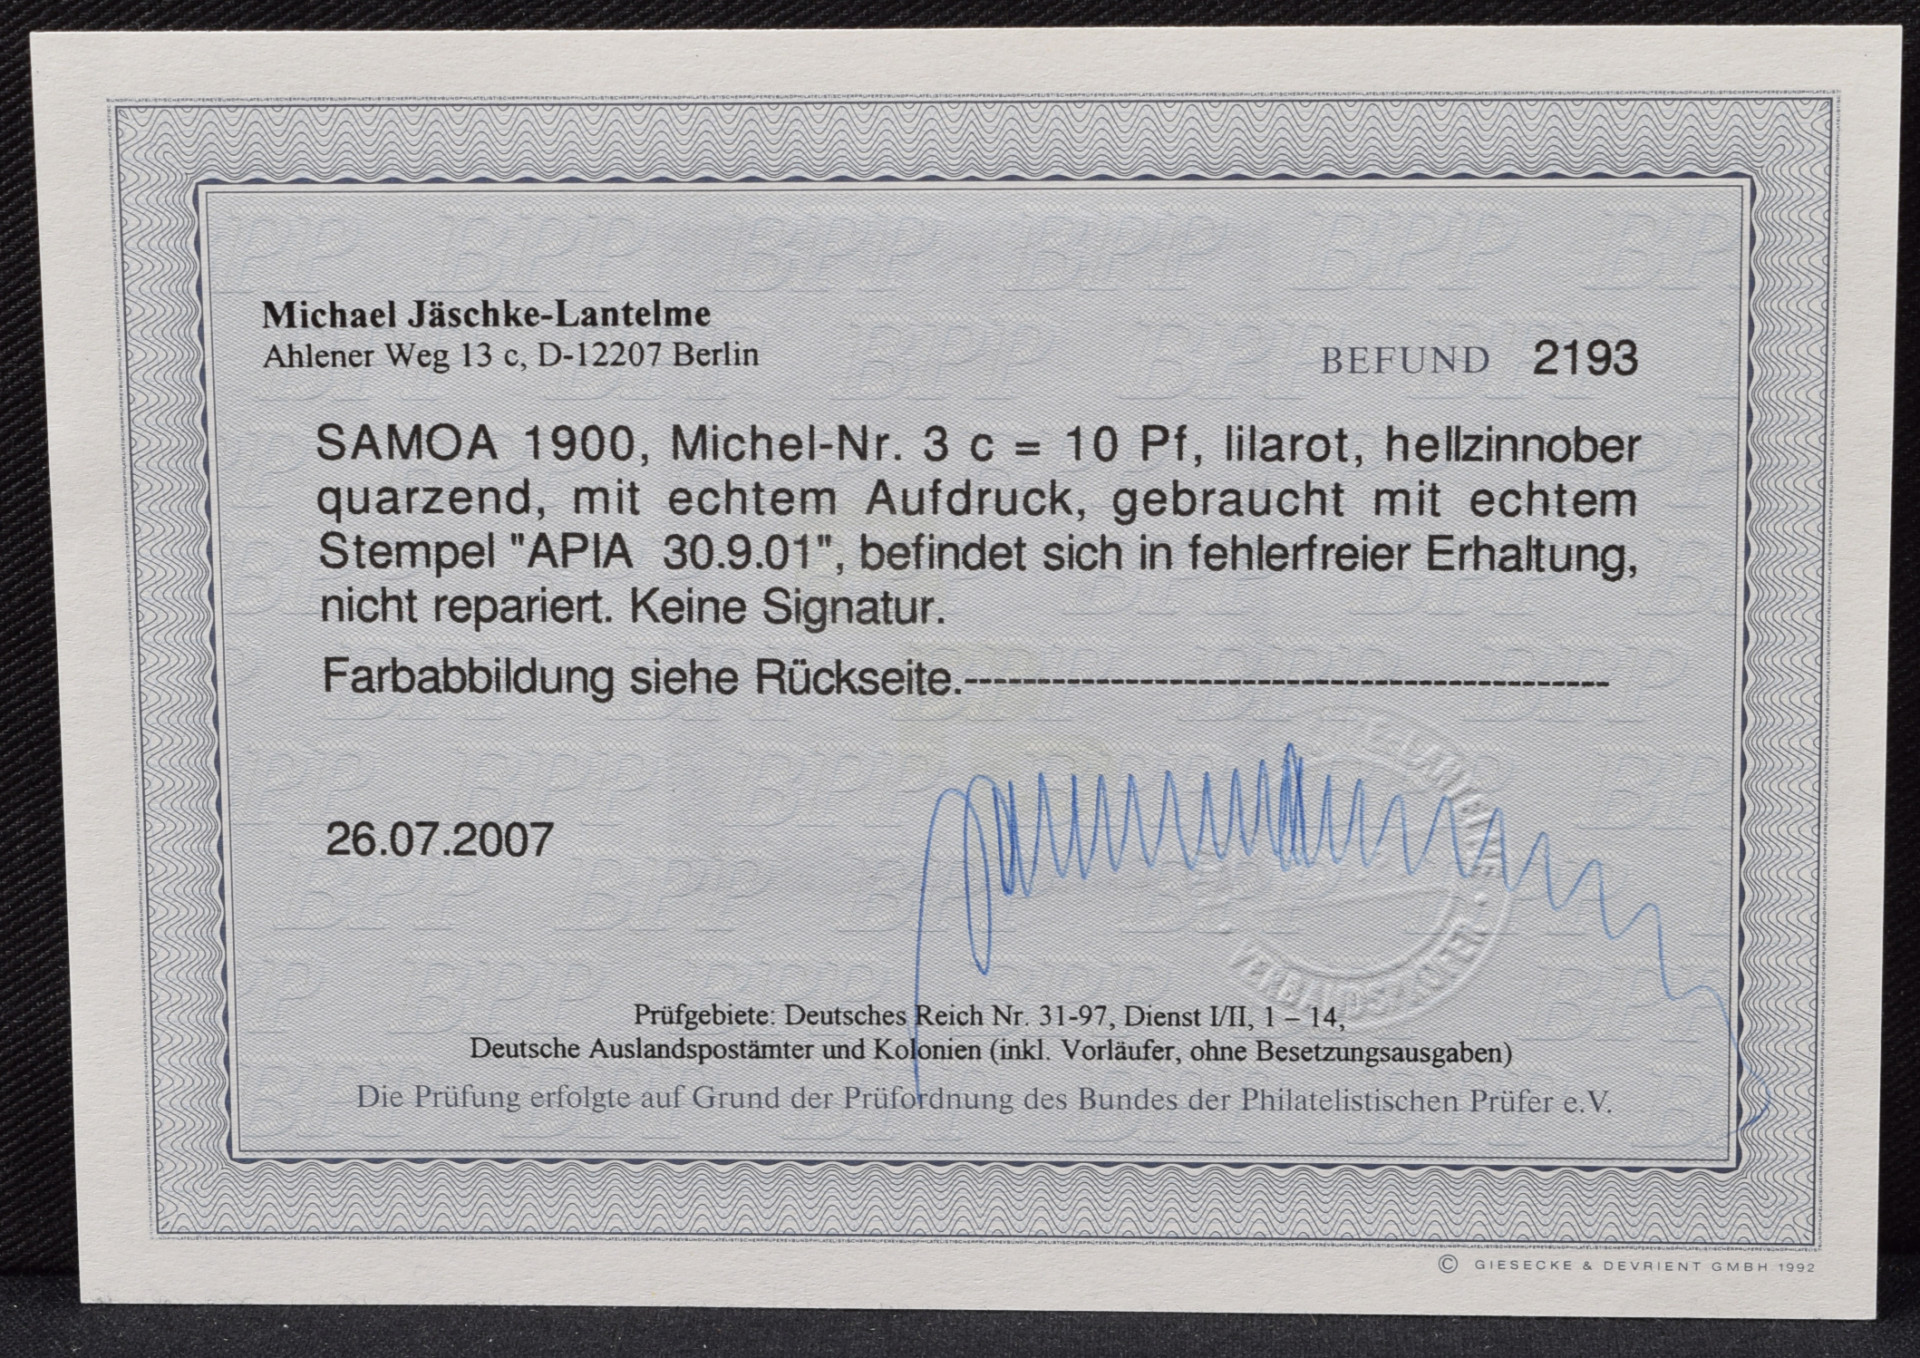 Michael Jäschke-Lantelme
Ahlener Weg 13 c, D-12207 Berlin
BEFUND 2193
SAMOA 1900, Michel-Nr. 3 c = 10 Pf, lilarot, hellzinnober
quarzend, mit echtem Aufdruck, gebraucht mit echtem
Stempel "APIA 30.9.01", befindet sich in fehlerfreier Erhaltung,
nicht repariert. Keine Signatur.
Farbabbildung siehe Rückseite.--------------------------------------------
26.07.2007
VERBANDSPRÜFER
Prüfgebiete: Deutsches Reich Nr. 31-97, Dienst I/II, 1 – 14,
Deutsche Auslandspostämter und Kolonien (inkl. Vorläufer, ohne Besetzungsausgaben)
Die Prüfung erfolgte auf Grund der Prüfordnung des Bundes der Philatelistischen Prüfer e.V.
© GIESECKE & DEVRIENT GMBH 1992